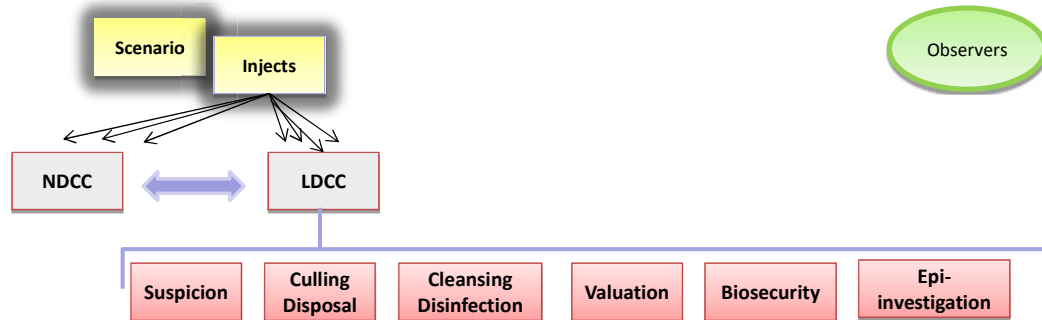 Scenario
Injects
Observers
NDCC
LDCC
Suspicion
Culling
Disposal
Cleansing
Disinfection
Valuation
Biosecurity
Epi-
investigation